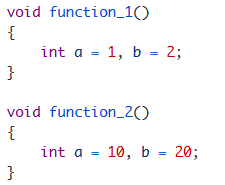 void function_1()
{
    int a = 1, b = 2;
}

void function_2()
{
    int a = 10, b = 20;
}